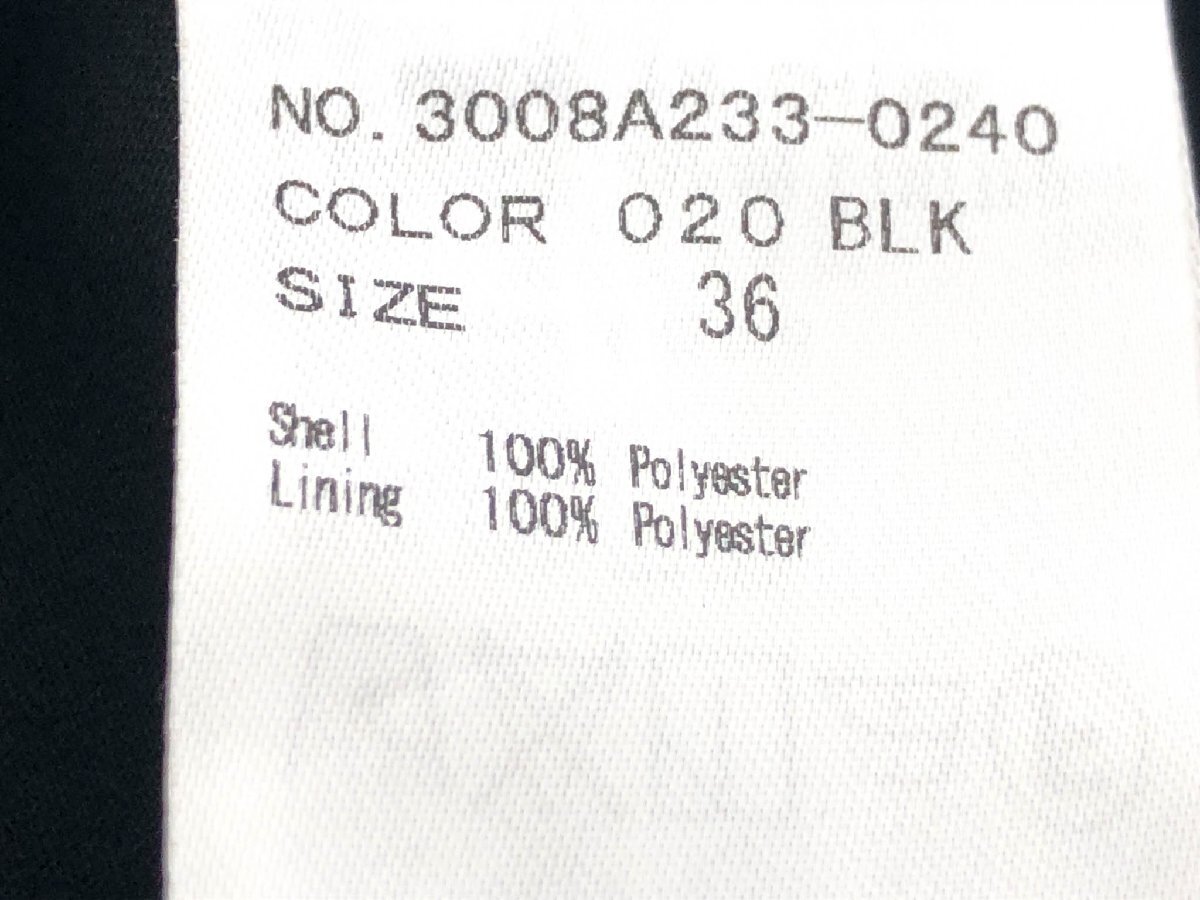 NO. 3008A233-0240
COLOR 020 BLK
SIZE 36
Shell 100% Polyester
Lining 100% Polyester